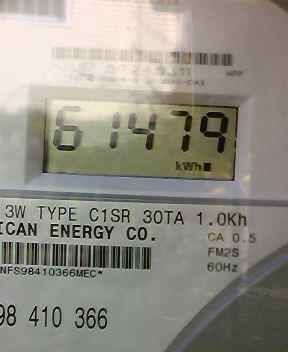 61479
kWh
3W TYPE C1SR 30TA 1.0Kh
ICAN ENERGY CO.
CA 0.5
FM2S
60Hz
NFS98410366MEC*
98 410 366